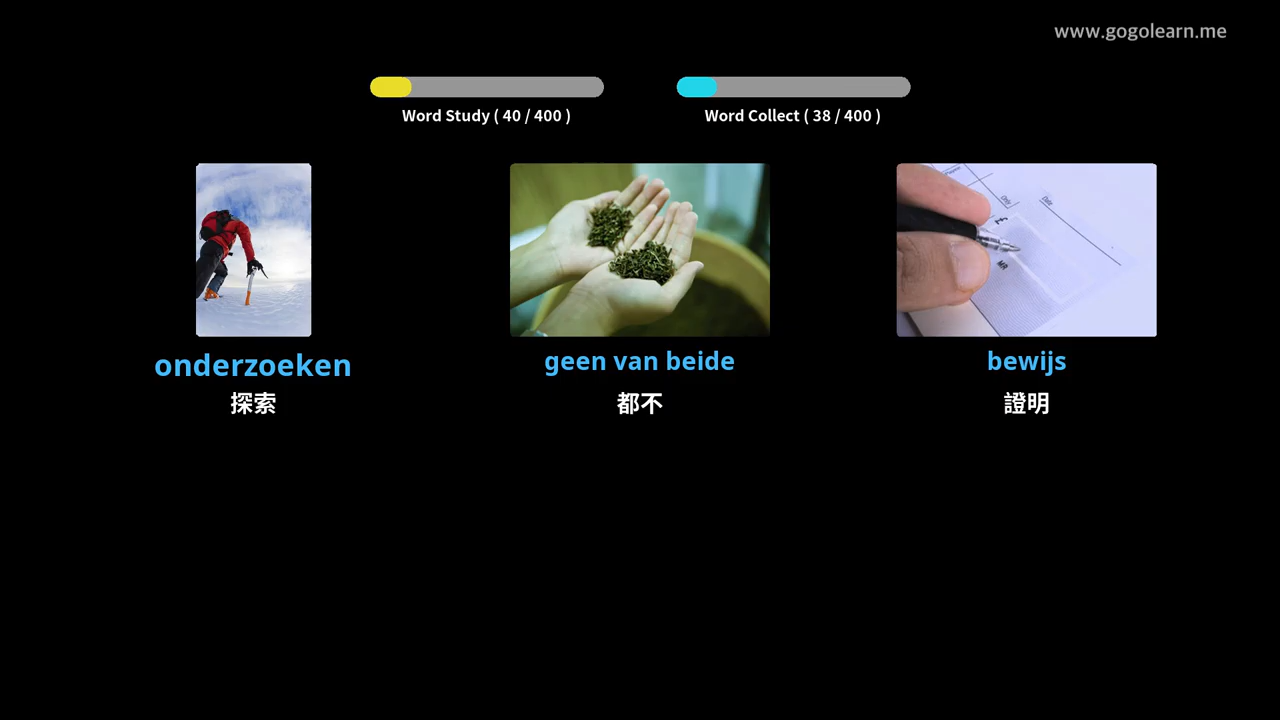 www.gogolearn.me
Word Study ( 40 / 400 )
Word Collect ( 38 / 400 )
onderzoeken
探索
geen van beide
都不
bewijs
證明